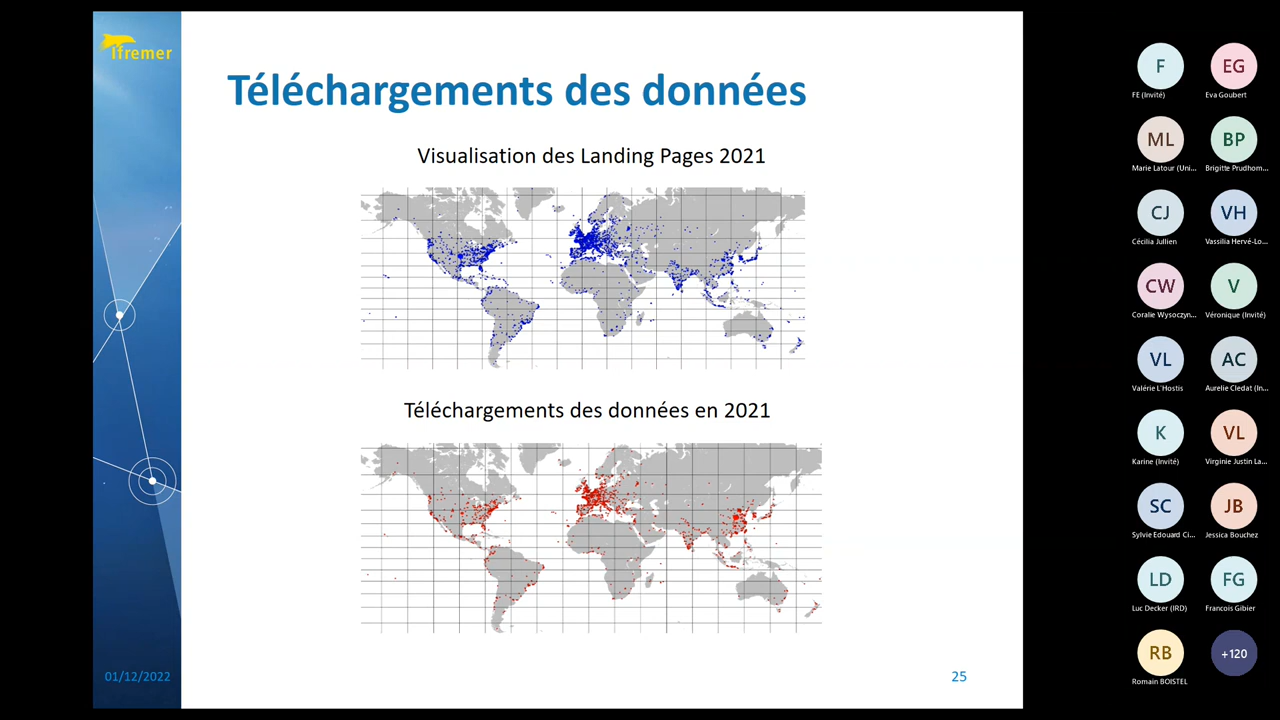 Ifremer
Téléchargements des données
Visualisation des Landing Pages 2021
Téléchargements des données en 2021
01/12/2022
25
F
EG
FE (Invité)
Eva Goubert
ML
BP
Marie Latour (Uni...
Brigitte Prudhom...
CJ
VH
Cécilia Jullien
Vassilia Hervé-Lo...
CW
V
Coralie Wysoczyn...
Véronique (Invité)
VL
AC
Valérie L'Hostis
Aurelie Cledat (In...
K
VL
Karine (Invité)
Virginie Justin La...
SC
JB
Sylvie Edouard Ci...
Jessica Bouchez
LD
FG
Luc Decker (IRD)
Francois Gibier
RB
+120
Romain BOISTEL